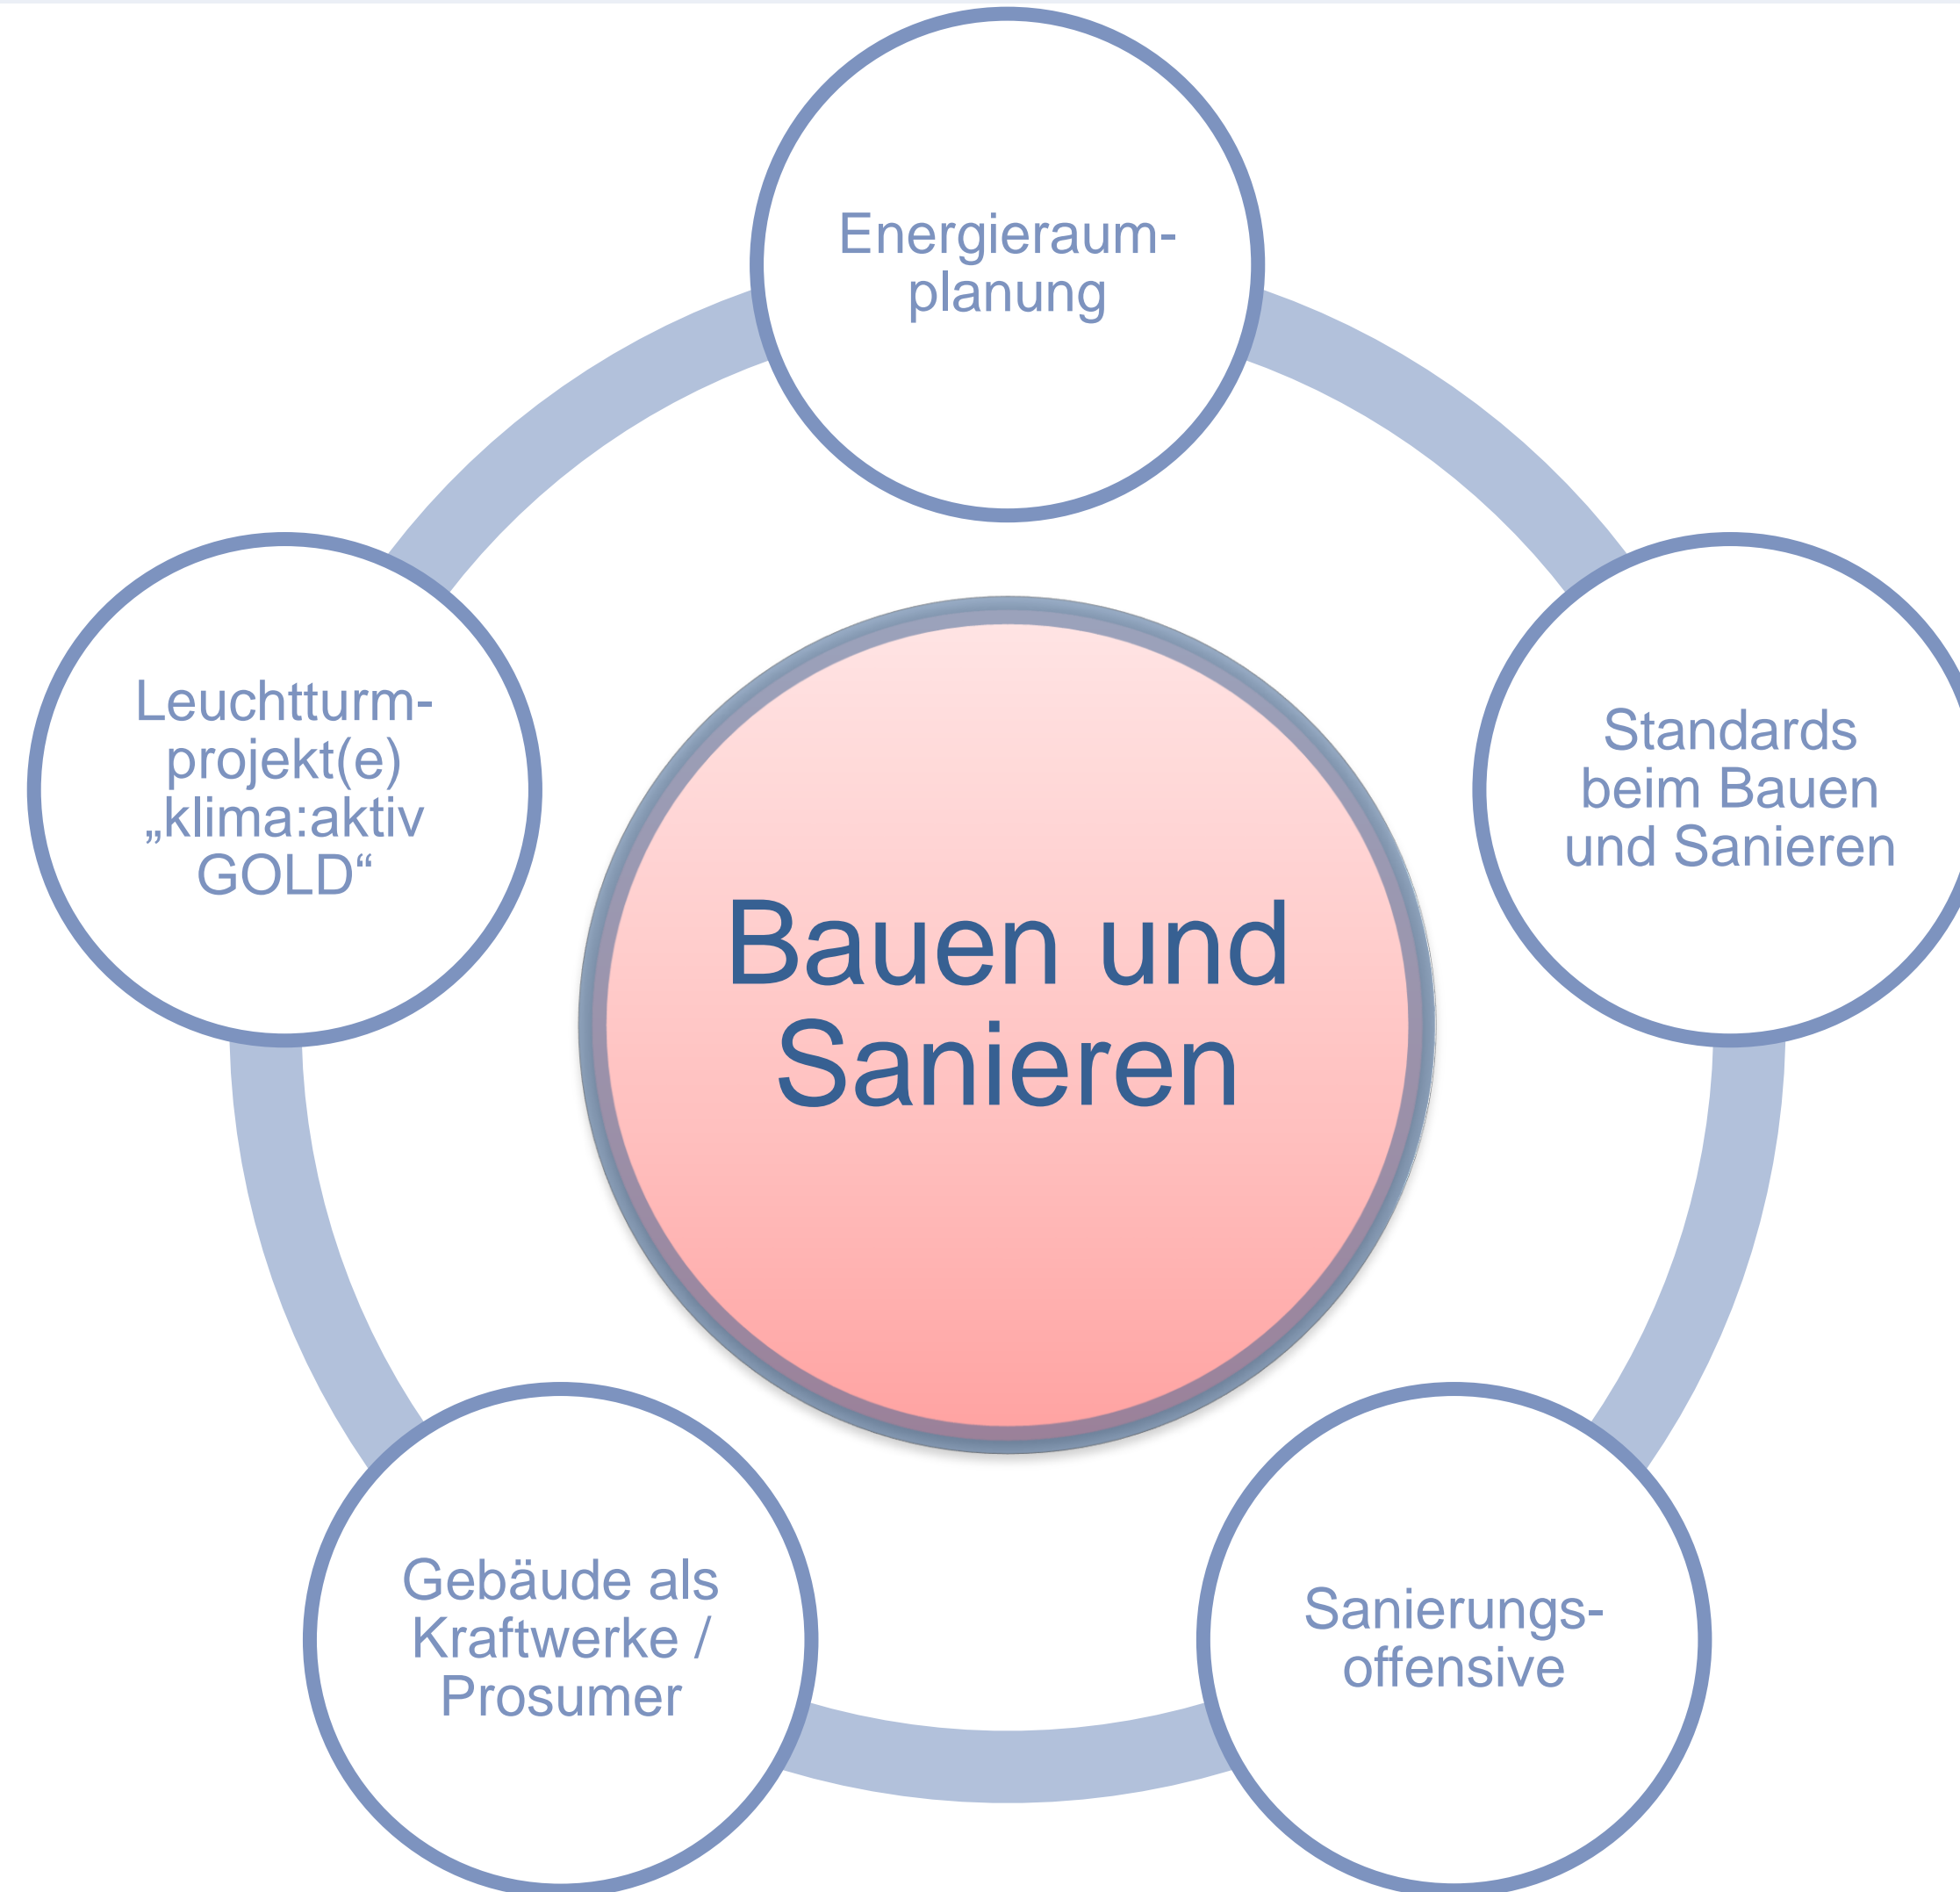 Energieraum-
planung
Standards
beim Bauen
und Sanieren
Sanierungs-
offensive
Gebäude als
Kraftwerke /
Prosumer
Leuchtturm-
projekt(e)
„klima:aktiv
GOLD“
Bauen und
Sanieren